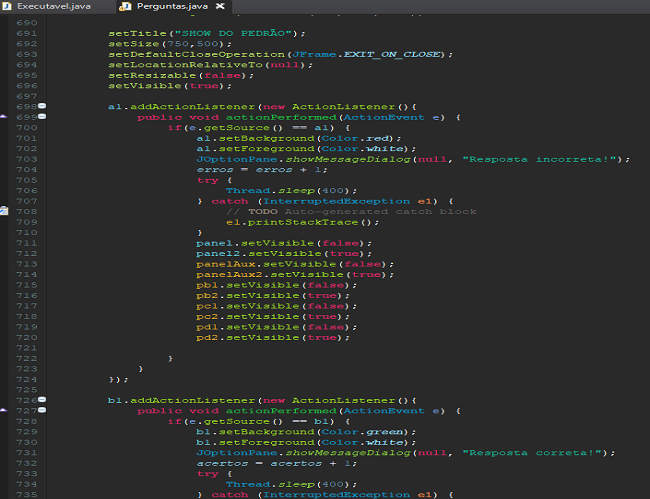 Executavel.java Perguntas.java
690
691 setTitle("SHOW DO PEDRÃO");
692 setSize(750,500);
693 setDefaultCloseOperation(JFrame.EXIT_ON_CLOSE);
694 setLocationRelativeTo(null);
695 setResizable(false);
696 setVisible(true);
697
698 a1.addActionListener(new ActionListener(){
699 public void actionPerformed(ActionEvent e) {
700 if(e.getSource() == a1) {
701 a1.setBackground(Color.red);
702 a1.setForeground(Color.white);
703 JOptionPane.showMessageDialog(null, "Resposta incorreta!");
704 erros = erros + 1;
705 try {
706 Thread.sleep(400);
707 } catch (InterruptedException e1) {
708 // TODO Auto-generated catch block
709 e1.printStackTrace();
710 }
711 panel.setVisible(false);
712 panel2.setVisible(true);
713 panelAux.setVisible(false);
714 panelAux2.setVisible(true);
715 pb1.setVisible(false);
716 pb2.setVisible(true);
717 pc1.setVisible(false);
718 pc2.setVisible(true);
719 pd1.setVisible(false);
720 pd2.setVisible(true);
721
722 }
723 }
724 });
725
726 b1.addActionListener(new ActionListener(){
727 public void actionPerformed(ActionEvent e) {
728 if(e.getSource() == b1) {
729 b1.setBackground(Color.green);
730 b1.setForeground(Color.white);
731 JOptionPane.showMessageDialog(null, "Resposta correta!");
732 acertos = acertos + 1;
733 try {
734 Thread.sleep(400);
735 } catch (InterruptedException e1) {